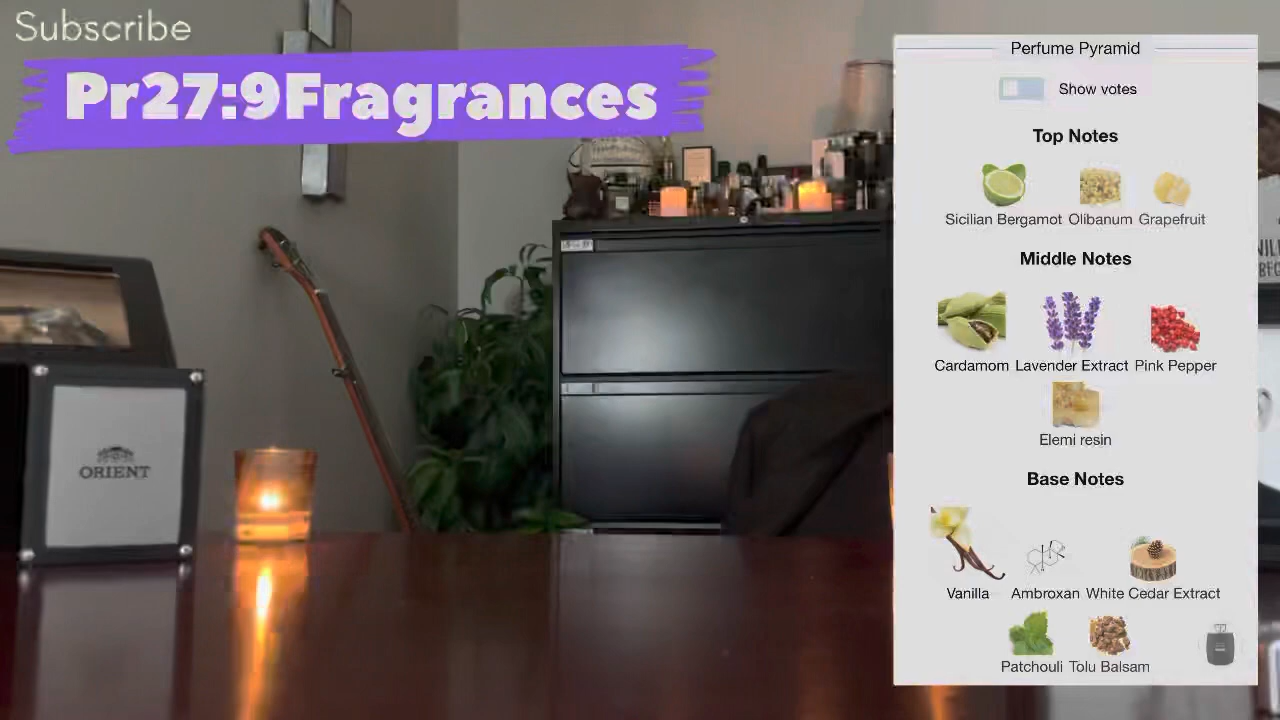 Subscribe
Pr27:9Fragrances
Perfume Pyramid
Show votes
Top Notes
Sicilian Bergamot Olibanum Grapefruit
Middle Notes
Cardamom Lavender Extract Pink Pepper
Elemi resin
Base Notes
Vanilla Ambroxan White Cedar Extract
Patchouli Tolu Balsam
ORIENT